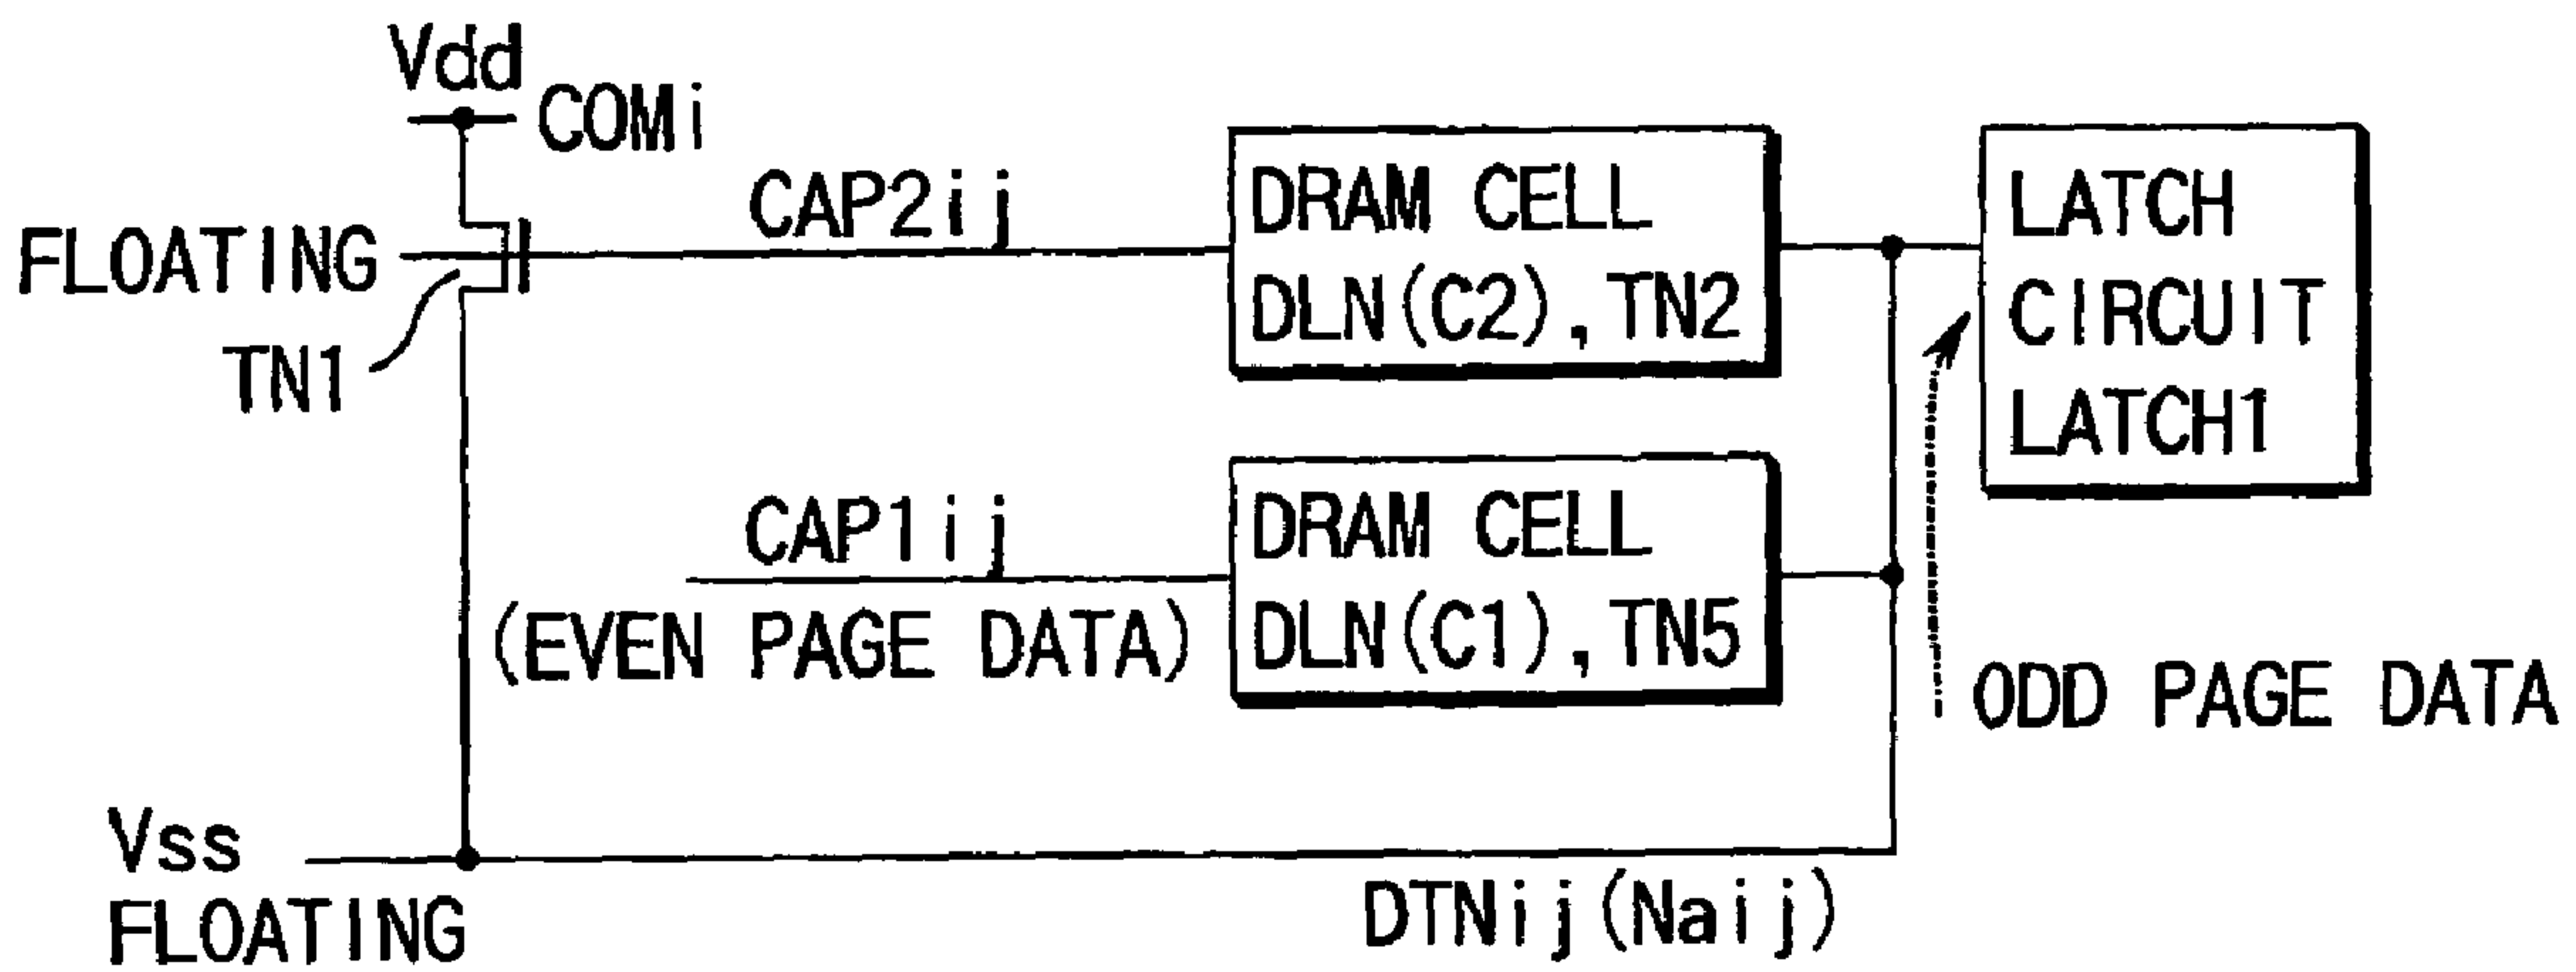 Vdd
COMi
FLOATING
TN1
CAP2ij
DRAM CELL
DLN(C2),TN2
LATCH
CIRCUIT
LATCH1
CAP1ij
(EVEN PAGE DATA)
DRAM CELL
DLN(C1),TN5
ODD PAGE DATA
Vss
FLOATING
DTNij(Naij)